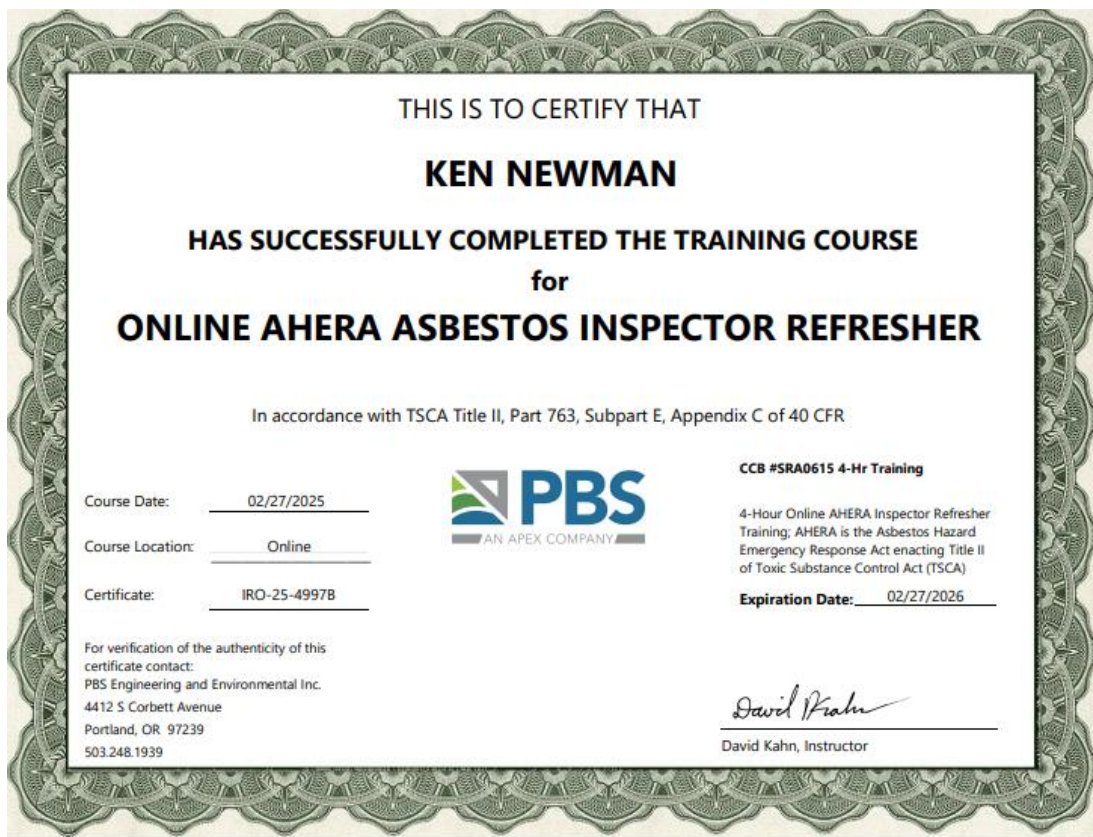 THIS IS TO CERTIFY THAT
KEN NEWMAN
HAS SUCCESSFULLY COMPLETED THE TRAINING COURSE
for
ONLINE AHERA ASBESTOS INSPECTOR REFRESHER
In accordance with TSCA Title II, Part 763, Subpart E, Appendix C of 40 CFR
Course Date: 02/27/2025
Course Location: Online
Certificate: IRO-25-4997B
For verification of the authenticity of this
certificate contact:
PBS Engineering and Environmental Inc.
4412 S Corbett Avenue
Portland, OR 97239
503.248.1939
PBS
AN APEX COMPANY
CCB #SRA0615 4-Hr Training
4-Hour Online AHERA Inspector Refresher
Training; AHERA is the Asbestos Hazard
Emergency Response Act enacting Title II
of Toxic Substance Control Act (TSCA)
Expiration Date: 02/27/2026
David Kahn
David Kahn, Instructor